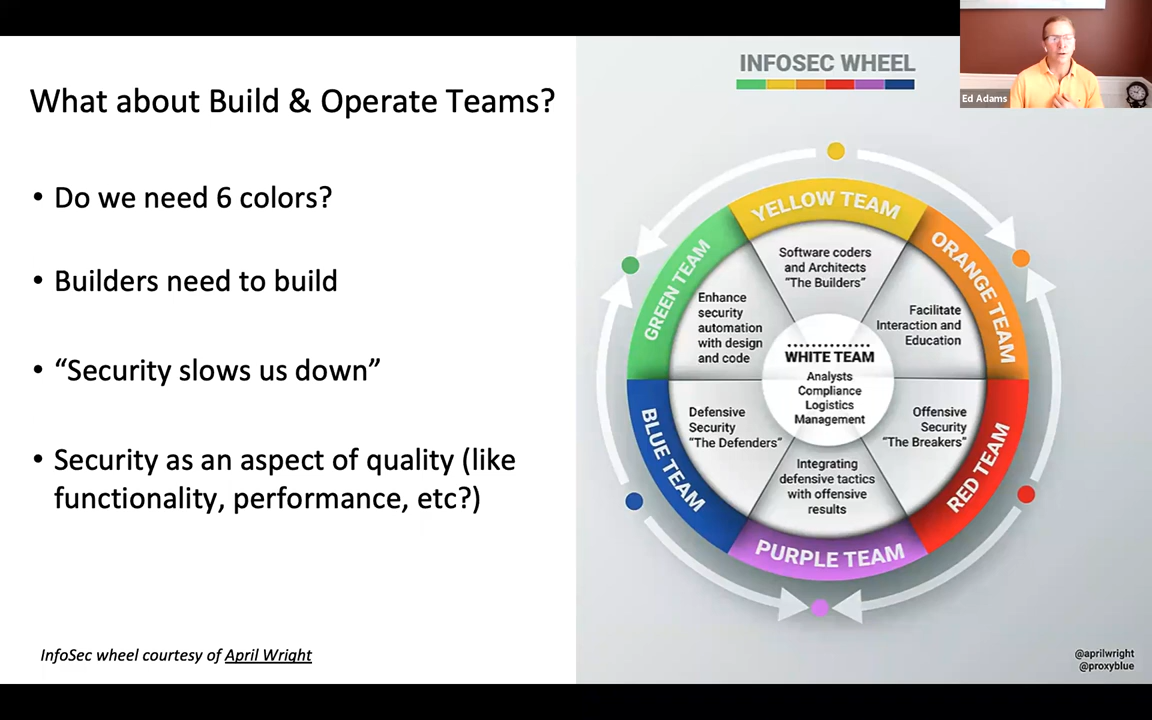 What about Build & Operate Teams?
• Do we need 6 colors?
• Builders need to build
• “Security slows us down”
• Security as an aspect of quality (like
functionality, performance, etc?)
InfoSec wheel courtesy of April Wright
INFOSEC WHEEL
Ed Adams
YELLOW TEAM
Software coders
and Architects
“The Builders”
ORANGE TEAM
Facilitate
Interaction and
Education
GREEN TEAM
Enhance
security
automation
with design
and code
WHITE TEAM
Analysts
Compliance
Logistics
Management
BLUE TEAM
Defensive
Security
“The Defenders”
RED TEAM
Offensive
Security
“The Breakers”
Integrating
defensive tactics
with offensive
results
PURPLE TEAM
@aprilwright
@proxyblue